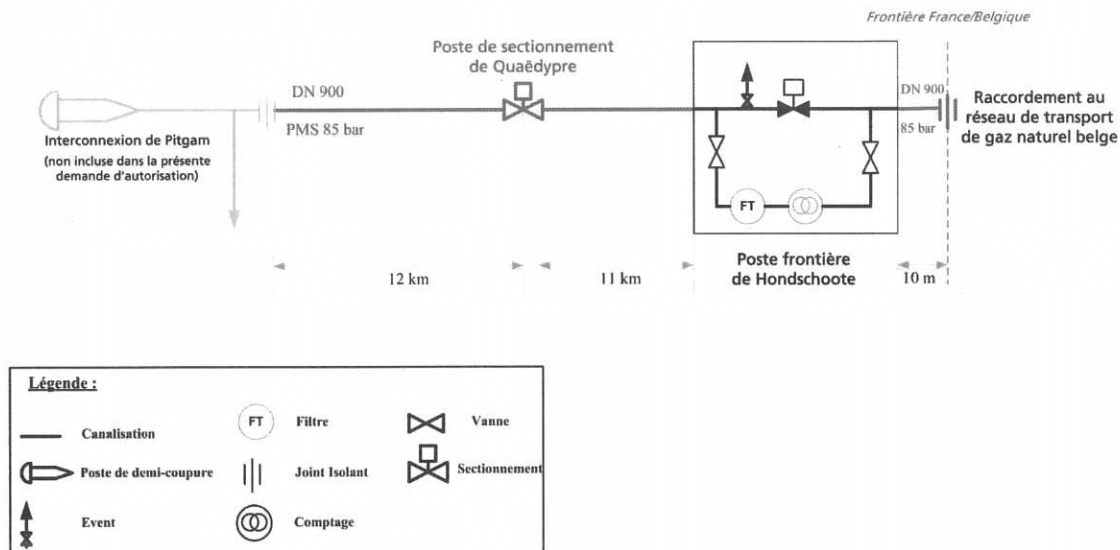 Frontière France/Belgique
Poste de sectionnement
de Quaëdypre
DN 900
PMS 85 bar
DN 900
85 bar
Raccordement au
réseau de transport
de gaz naturel belge
Interconnexion de Pitgam
(non incluse dans la présente
demande d'autorisation)
FT
Poste frontière
de Hondschoote
12 km
11 km
10 m
Légende :
Canalisation
FT
Filtre
Vanne
Poste de demi-coupure
Joint Isolant
Sectionnement
Event
Comptage